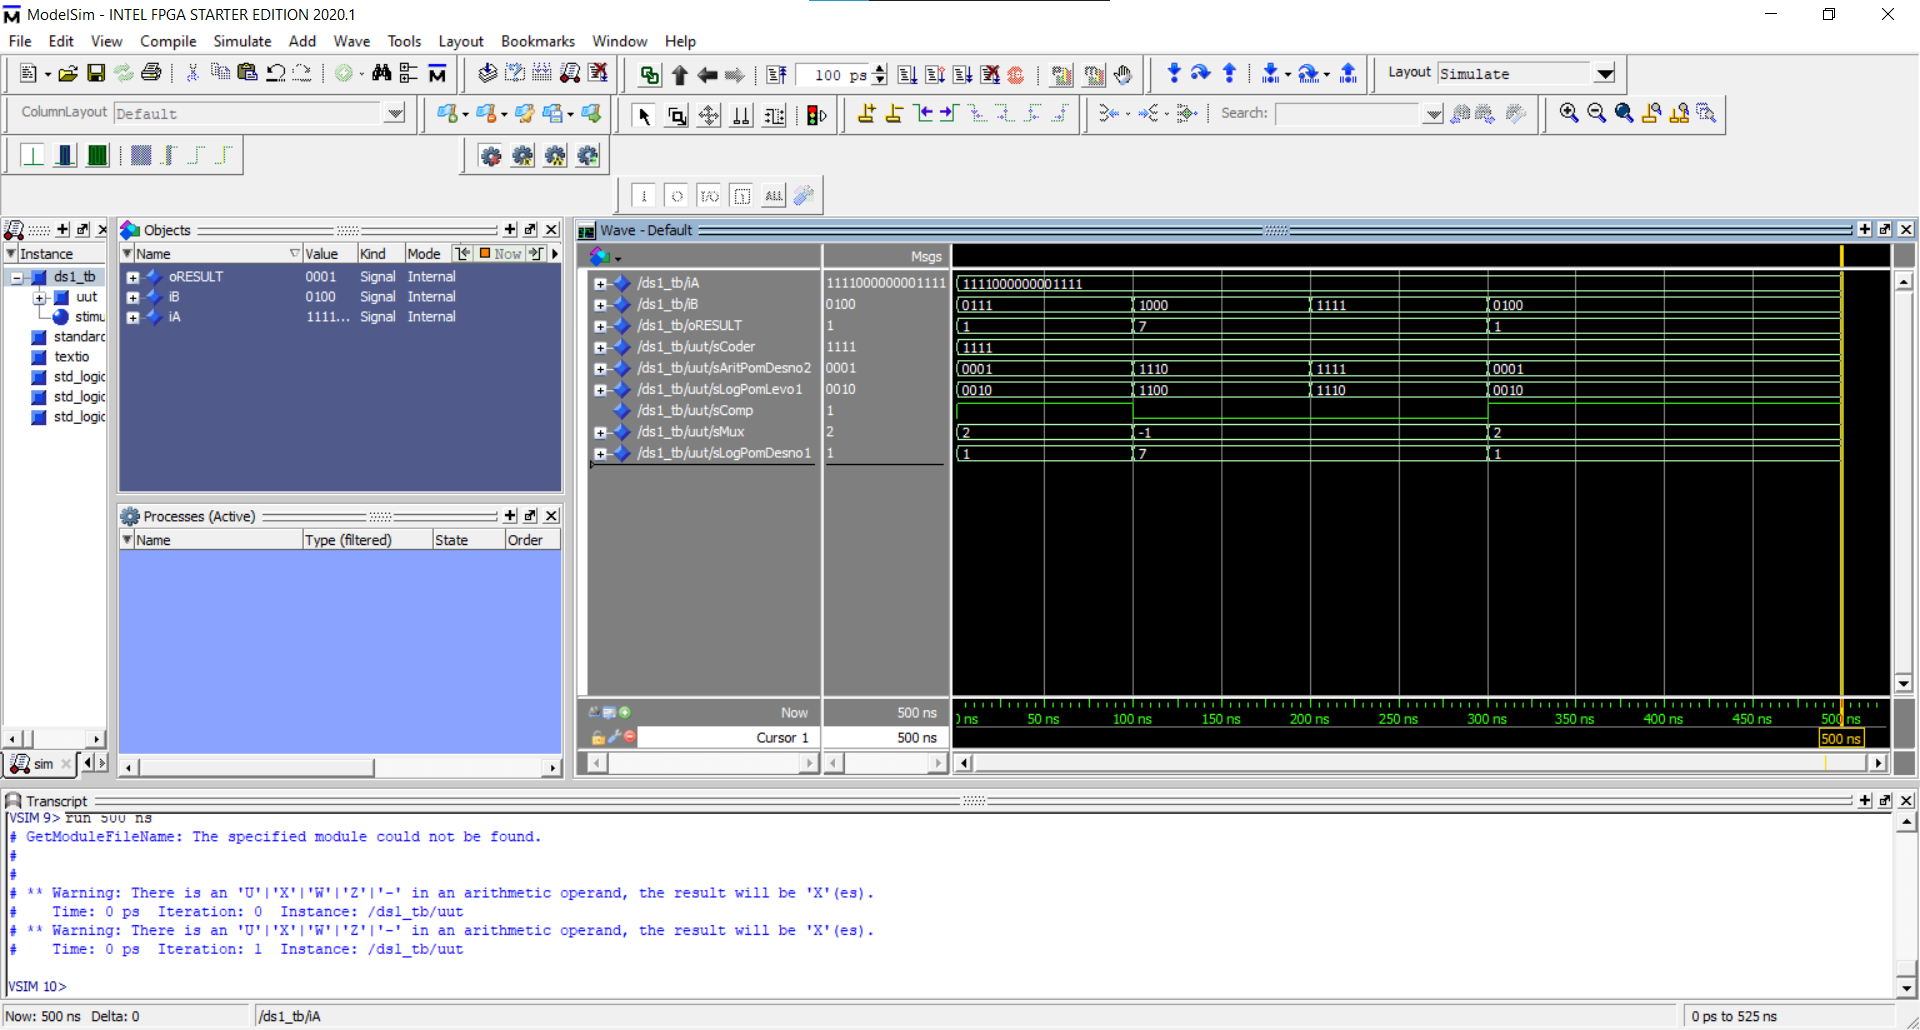 ModelSim - INTEL FPGA STARTER EDITION 2020.1
File Edit View Compile Simulate Add Wave Tools Layout Bookmarks Window Help
100 ps
Layout Simulate
ColumnLayout Default
Search:
ALL
Objects
Instance
ds1_tb
uut
stimu
standard
textio
std_logic
std_logic
std_logic
sim
Name Value Kind Mode Now
oRESULT 0001 Signal Internal
iB 0100 Signal Internal
iA 1111... Signal Internal
Processes (Active)
Name Type (filtered) State Order
Wave - Default
Msgs
/ds1_tb/iA 1111000000001111 1111000000001111
/ds1_tb/iB 0100 0111 1000 1111 0100
/ds1_tb/oRESULT 1 1 7 1
/ds1_tb/uut/sCoder 1111 1111
/ds1_tb/uut/sAritPomDesno2 0001 0001 1110 1111 0001
/ds1_tb/uut/sLogPomLevo1 0010 0010 1100 1110 0010
/ds1_tb/uut/sComp 1
/ds1_tb/uut/sMux 2 2 -1 2
/ds1_tb/uut/sLogPomDesno1 1 1 7 1
Now 500 ns
ns 50 ns 100 ns 150 ns 200 ns 250 ns 300 ns 350 ns 400 ns 450 ns 500 ns
Cursor 1 500 ns 500 ns
Transcript
VSIM 9> run 500 ns
# GetModuleFileName: The specified module could not be found.
#
#
# ** Warning: There is an 'U'|'X'|'W'|'Z'|'-' in an arithmetic operand, the result will be 'X'(es).
# Time: 0 ps Iteration: 0 Instance: /ds1_tb/uut
# ** Warning: There is an 'U'|'X'|'W'|'Z'|'-' in an arithmetic operand, the result will be 'X'(es).
# Time: 0 ps Iteration: 1 Instance: /ds1_tb/uut
VSIM 10>
Now: 500 ns Delta: 0 /ds1_tb/iA 0 ps to 525 ns